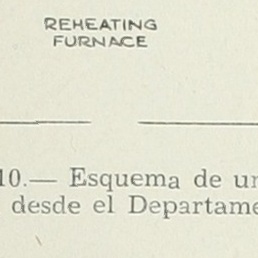 REHEATING
FURNACE
10.— Esquema de un
desde el Departame